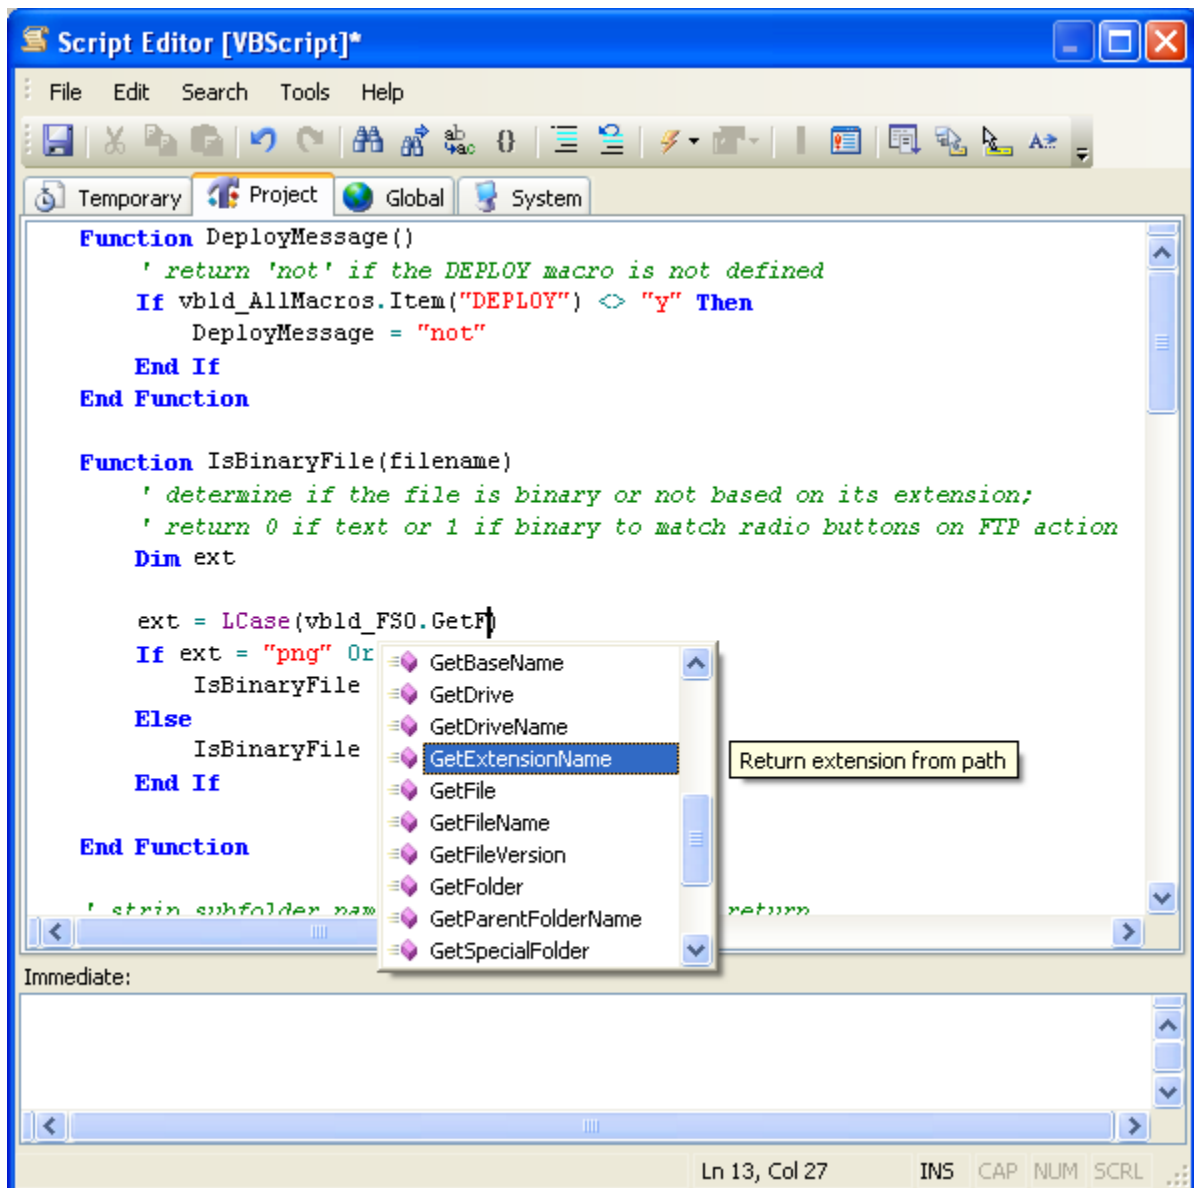 Script Editor [VBScript]*
File Edit Search Tools Help
Temporary Project Global System
Function DeployMessage()
' return 'not' if the DEPLOY macro is not defined
If vbld_AllMacros.Item("DEPLOY") <> "y" Then
DeployMessage = "not"
End If
End Function
Function IsBinaryFile(filename)
' determine if the file is binary or not based on its extension;
' return 0 if text or 1 if binary to match radio buttons on FTP action
Dim ext
ext = LCase(vbld_FSO.GetF)
If ext = "png" Or
IsBinaryFile
Else
IsBinaryFile
End If
End Function
GetBaseName
GetDrive
GetDriveName
GetExtensionName
Return extension from path
GetFile
GetFileName
GetFileVersion
GetFolder
GetParentFolderName
GetSpecialFolder
' strip subfolder nam return
Immediate:
Ln 13, Col 27 INS CAP NUM SCRL